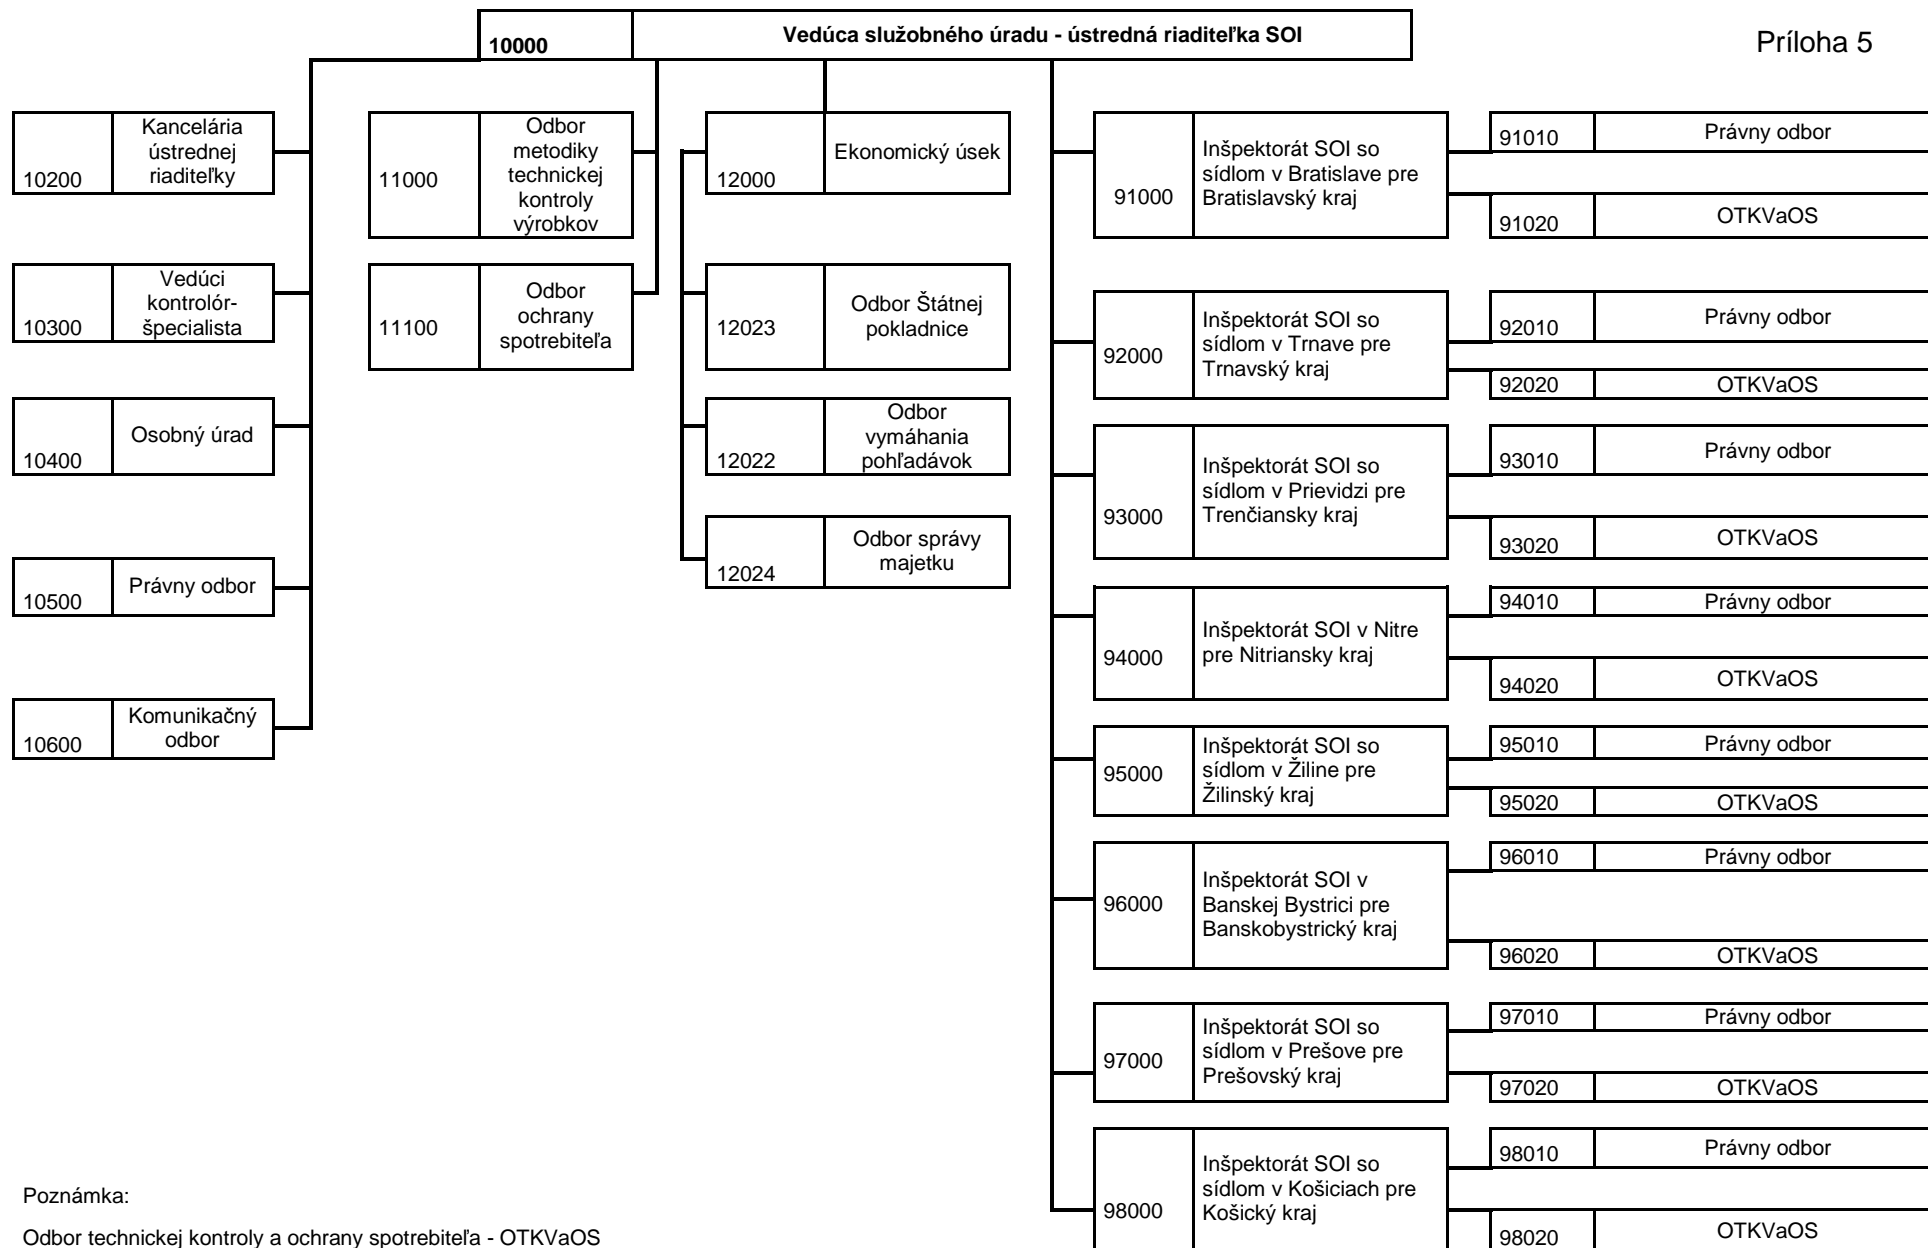 10000 Vedúca služobného úradu - ústredná riaditeľka SOI
Príloha 5
10200
Kancelária
ústrednej
riaditeľky
10300
Vedúci
kontrolór-
špecialista
10400
Osobný úrad
10500
Právny odbor
10600
Komunikačný
odbor
11000
Odbor
metodiky
technickej
kontroly
výrobkov
11100
Odbor
ochrany
spotrebiteľa
12000
Ekonomický úsek
12023
Odbor Štátnej
pokladnice
12022
Odbor
vymáhania
pohľadávok
12024
Odbor správy
majetku
91000
Inšpektorát SOI so
sídlom v Bratislave pre
Bratislavský kraj
91010 Právny odbor
91020 OTKVaOS
92000
Inšpektorát SOI so
sídlom v Trnave pre
Trnavský kraj
92010 Právny odbor
92020 OTKVaOS
93000
Inšpektorát SOI so
sídlom v Prievidzi pre
Trenčiansky kraj
93010 Právny odbor
93020 OTKVaOS
94000
Inšpektorát SOI v Nitre
pre Nitriansky kraj
94010 Právny odbor
94020 OTKVaOS
95000
Inšpektorát SOI so
sídlom v Žiline pre
Žilinský kraj
95010 Právny odbor
95020 OTKVaOS
96000
Inšpektorát SOI v
Banskej Bystrici pre
Banskobystrický kraj
96010 Právny odbor
96020 OTKVaOS
97000
Inšpektorát SOI so
sídlom v Prešove pre
Prešovský kraj
97010 Právny odbor
97020 OTKVaOS
98000
Inšpektorát SOI so
sídlom v Košiciach pre
Košický kraj
98010 Právny odbor
98020 OTKVaOS
Poznámka:
Odbor technickej kontroly a ochrany spotrebiteľa - OTKVaOS